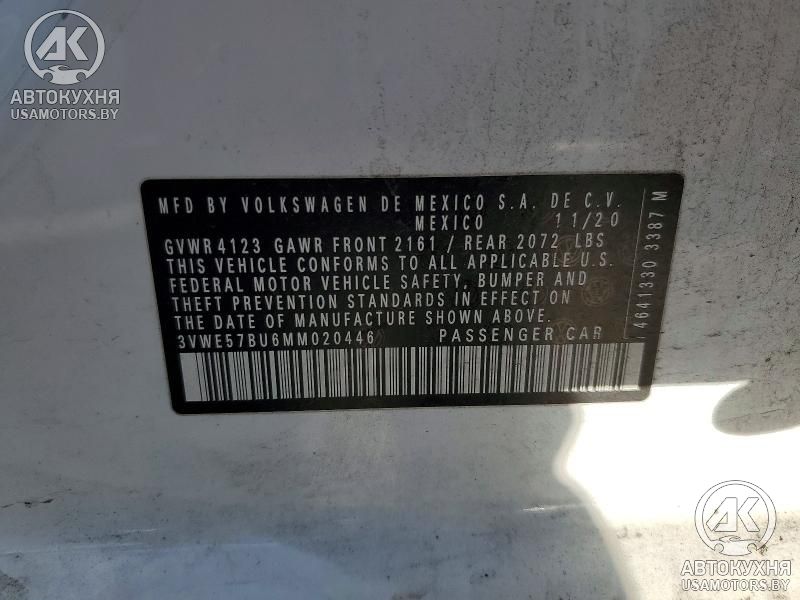 AK
АВТОКУХНЯ
USAMOTORS.BY
MFD BY VOLKSWAGEN DE MEXICO S.A. DE C.V.
MEXICO 11/20
GVWR 4123 GAWR FRONT 2161 / REAR 2072 LBS
THIS VEHICLE CONFORMS TO ALL APPLICABLE U.S.
FEDERAL MOTOR VEHICLE SAFETY, BUMPER AND
THEFT PREVENTION STANDARDS IN EFFECT ON
THE DATE OF MANUFACTURE SHOWN ABOVE.
3VWE57BU6MM020446 PASSENGER CAR
4641330 3387 M
AK
АВТОКУХНЯ
USAMOTORS.BY